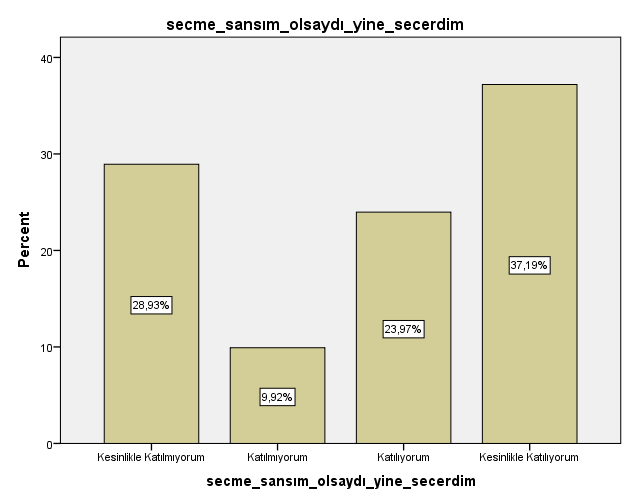 secme_sansım_olsaydı_yine_secerdim
40
30
20
10
0
Percent
28,93%
9,92%
23,97%
37,19%
Kesinlikle Katılmıyorum
Katılmıyorum
Katılıyorum
Kesinlikle Katılıyorum
secme_sansım_olsaydı_yine_secerdim